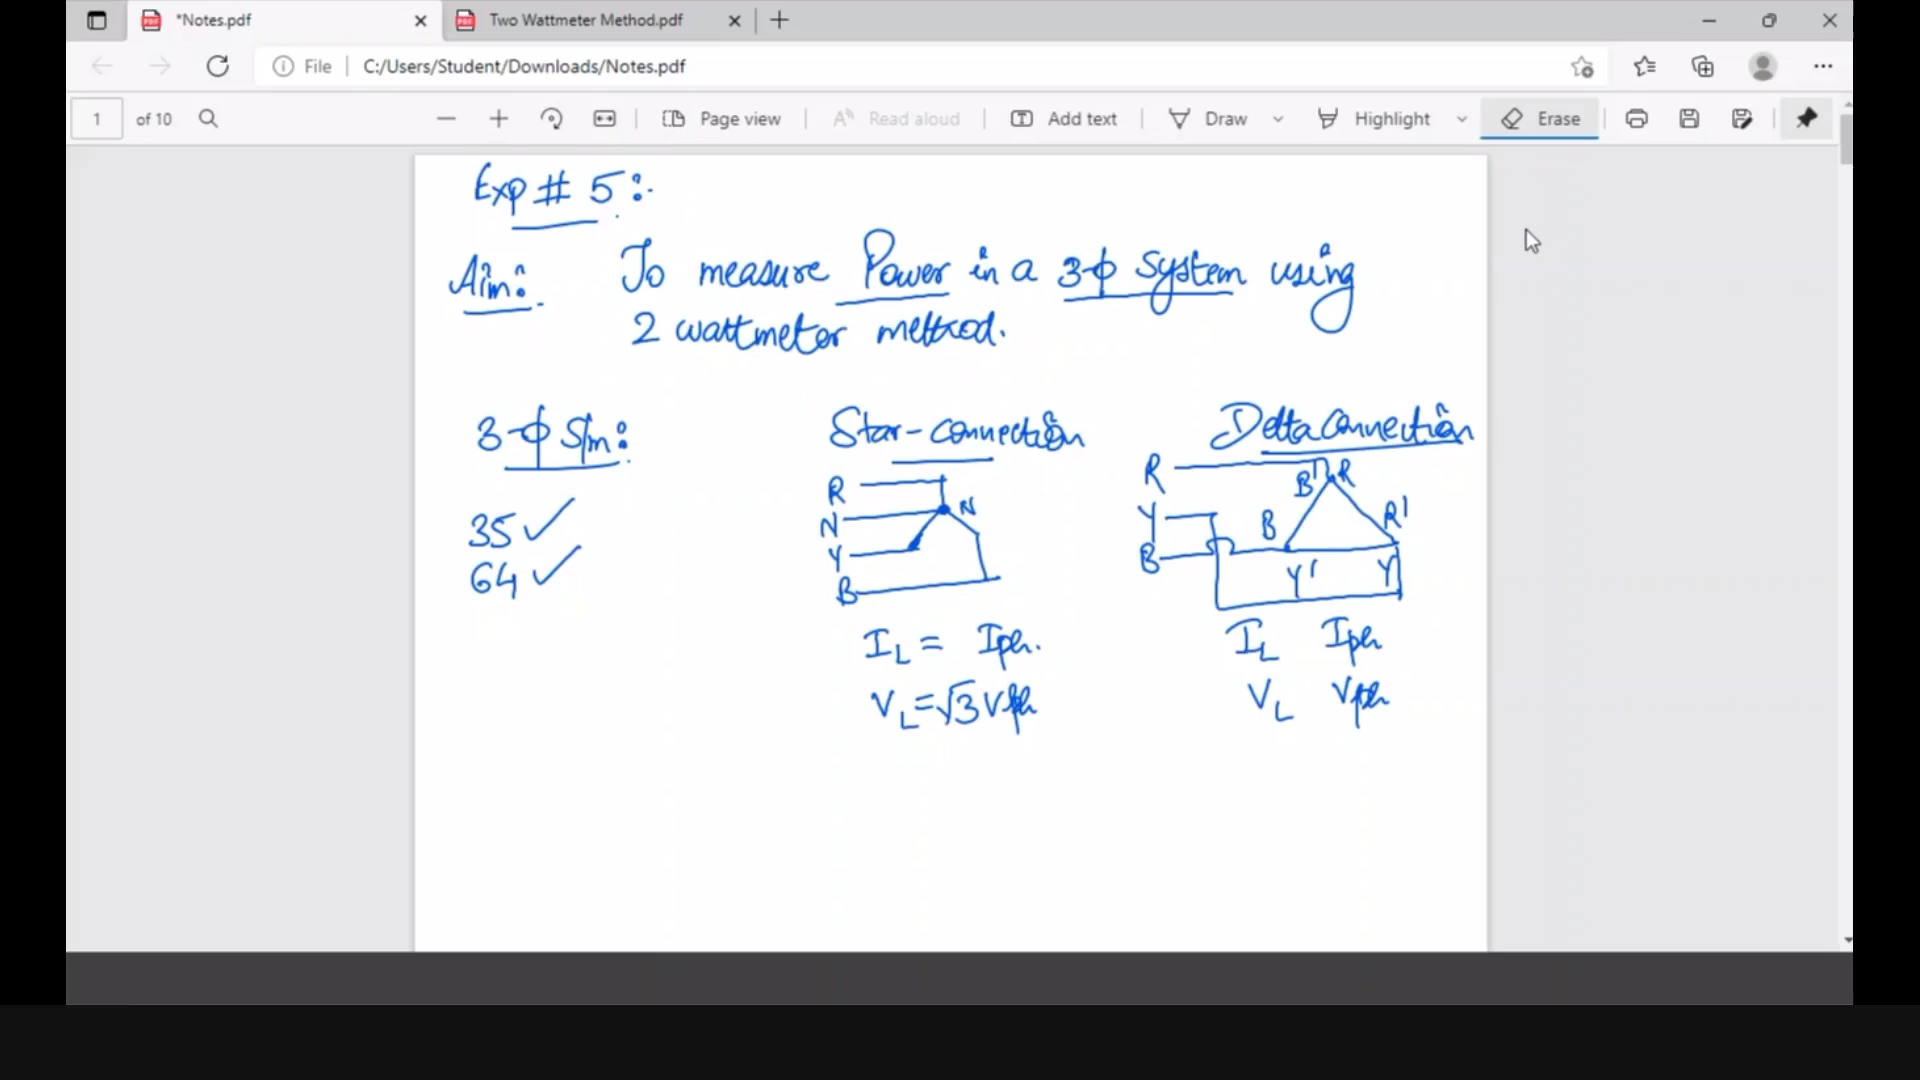 *Notes.pdf
Two Wattmeter Method.pdf
File
C:/Users/Student/Downloads/Notes.pdf
1 of 10
Page view
Read aloud
Add text
Draw
Highlight
Erase
Exp # 5:-
Aim: To measure Power in a 3-ϕ system using
2 wattmeter method.
3-ϕ S/m:
Star-connection
Delta Connection
35 ✓
64 ✓
R
N
N
Y
B
R
Y
B
B' R
B
R'
Y'
Y
I_L = Iph.
V_L = √3 Vph
I_L Iph
V_L Vph